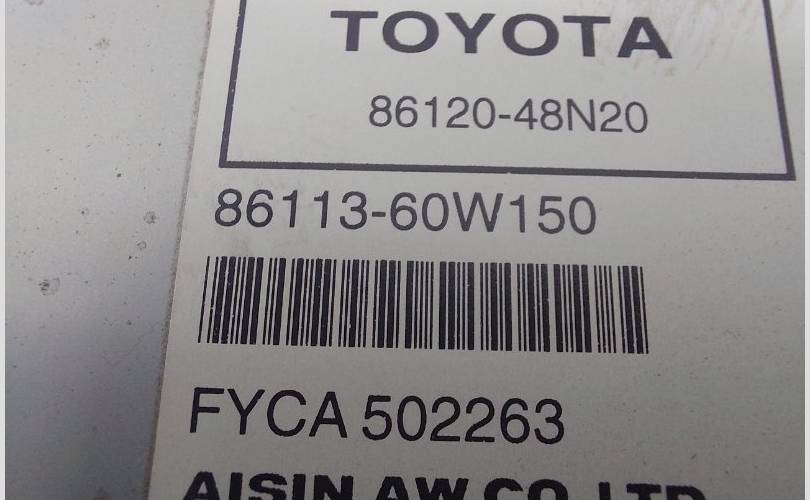 TOYOTA
86120-48N20
86113-60W150
FYCA 502263
AISIN AW CO.,LTD.